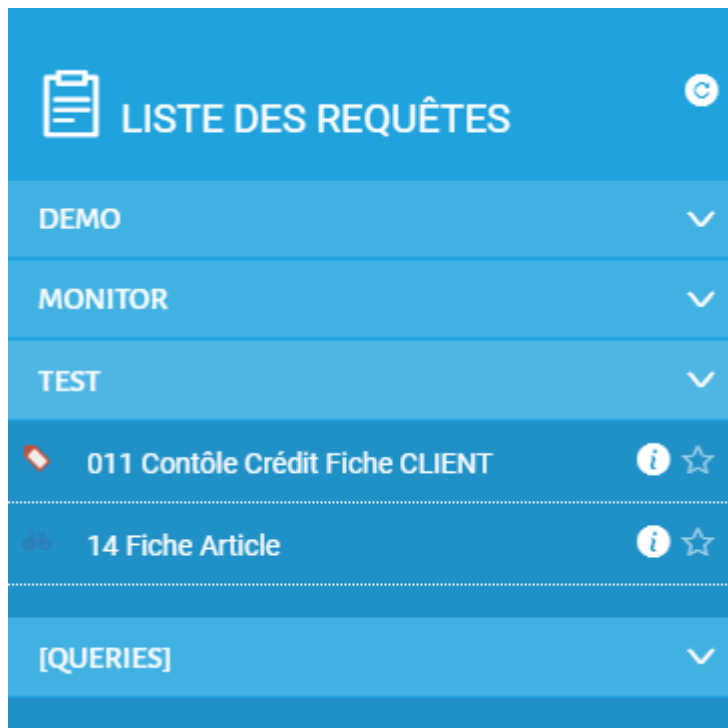 LISTE DES REQUÊTES
DEMO
MONITOR
TEST
011 Contôle Crédit Fiche CLIENT
14 Fiche Article
[QUERIES]